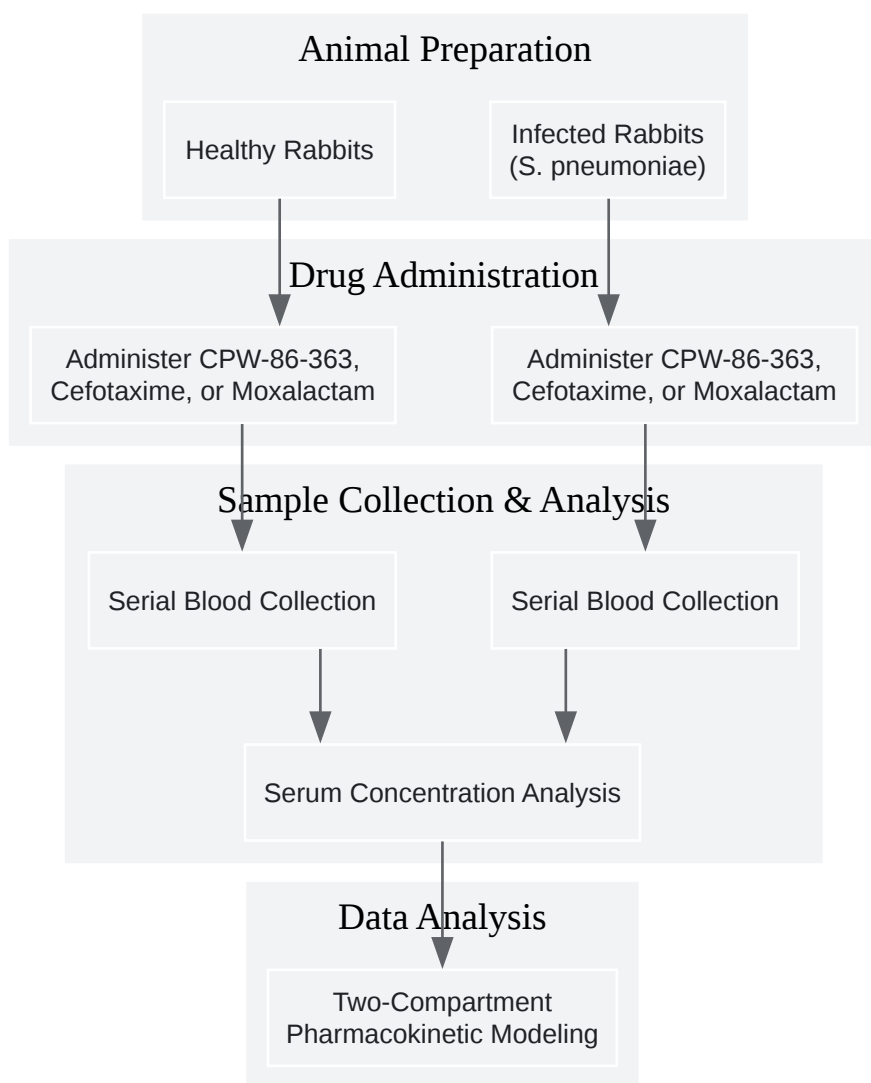 Animal Preparation
Healthy Rabbits
Infected Rabbits
(S. pneumoniae)
Drug Administration
Administer CPW-86-363,
Cefotaxime, or Moxalactam
Administer CPW-86-363,
Cefotaxime, or Moxalactam
Sample Collection & Analysis
Serial Blood Collection
Serial Blood Collection
Serum Concentration Analysis
Data Analysis
Two-Compartment
Pharmacokinetic Modeling